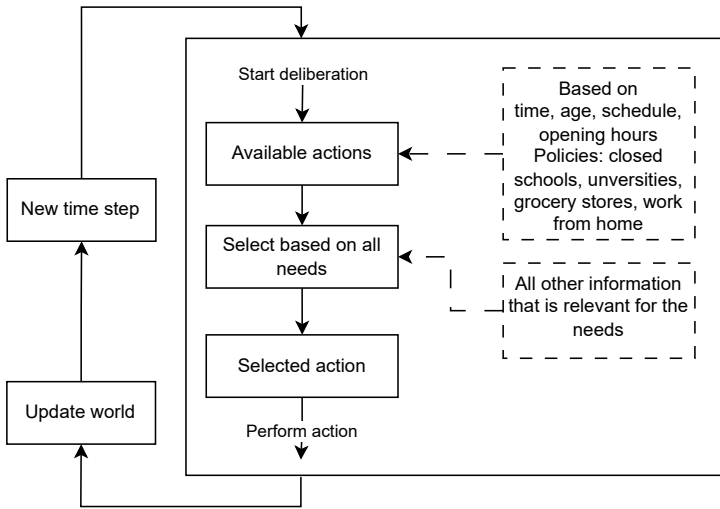 Start deliberation
Available actions
Based on
time, age, schedule,
opening hours
Policies: closed
schools, unversities,
grocery stores, work
from home
New time step
Select based on all
needs
All other information
that is relevant for the
needs
Selected action
Update world
Perform action